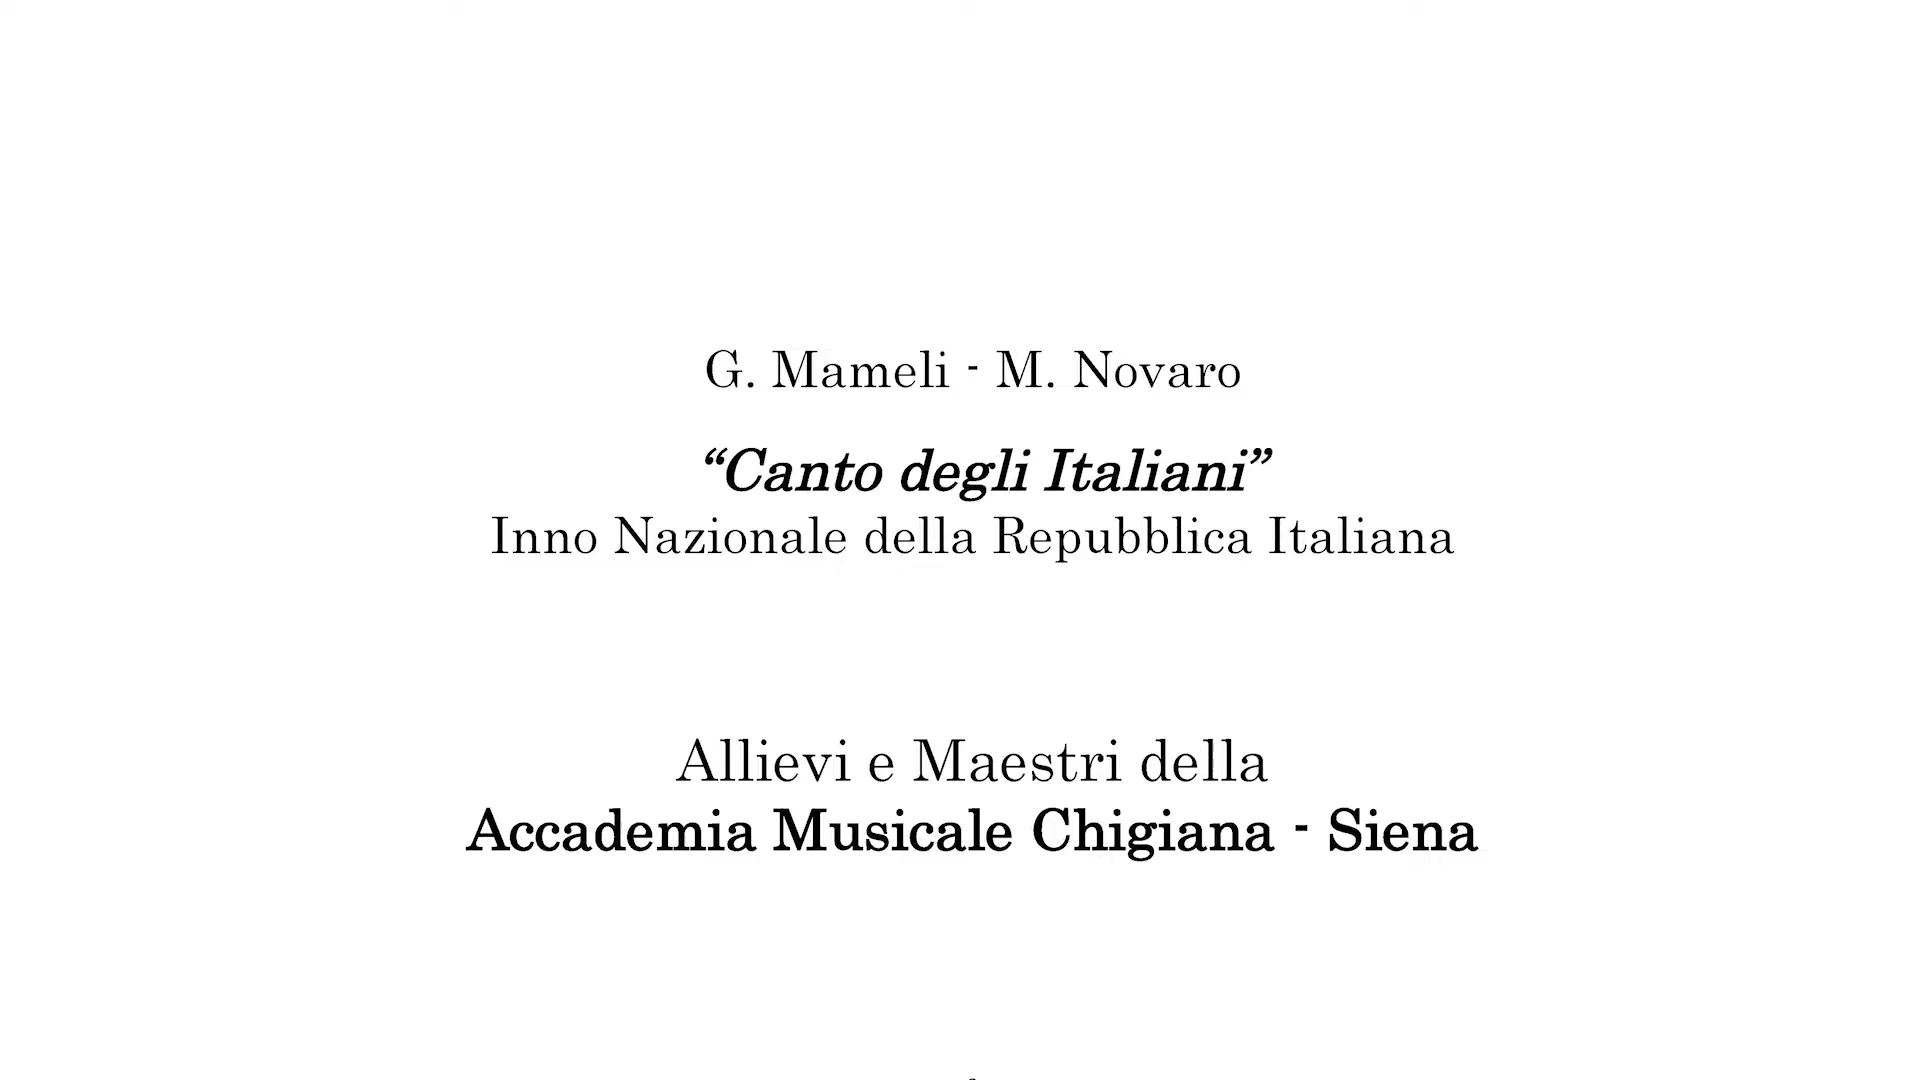 G. Mameli - M. Novaro
“Canto degli Italiani”
Inno Nazionale della Repubblica Italiana
Allievi e Maestri della
Accademia Musicale Chigiana - Siena